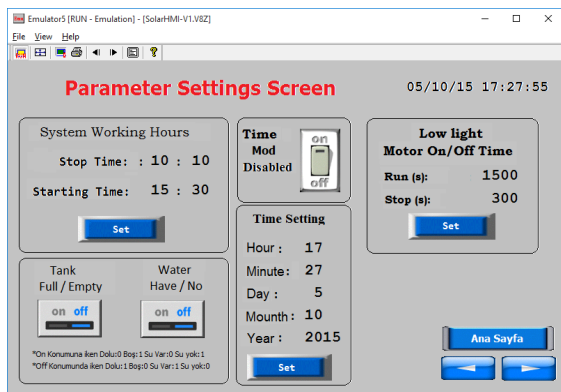 Emulator5 [RUN - Emulation] - [SolarHMI-V1.V8Z]
File View Help
Parameter Settings Screen
05/10/15 17:27:55
System Working Hours
Stop Time: : 10 : 10
Starting Time: 15 : 30
Set
Time
Mod
Disabled
on
off
Low light
Motor On/Off Time
Run (s): 1500
Stop (s): 300
Set
Time Setting
Hour : 17
Minute : 27
Day : 5
Mounth : 10
Year : 2015
Set
Tank
Full / Empty
on off
Water
Have / No
on off
*On Konumuna iken Dolu:0 Boş:1 Su Var:0 Su yok:1
*Off Konumunda iken Dolu:1 Boş:0 Su Var:1 Su yok:0
Ana Sayfa